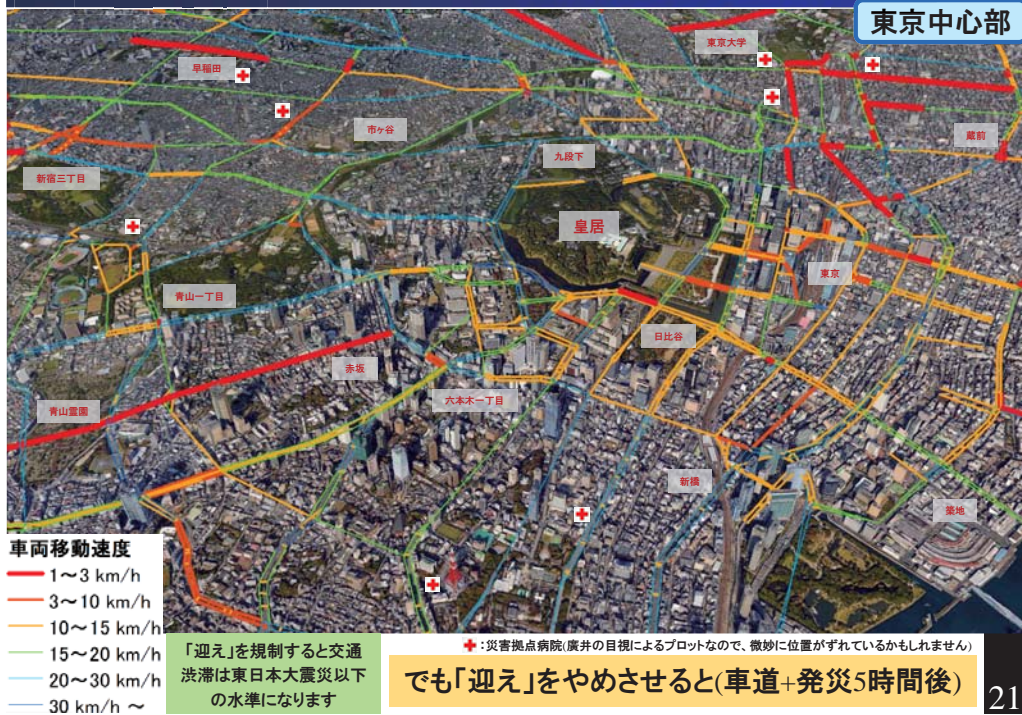 東京中心部
東京大学
早稲田
市ヶ谷
蔵前
九段下
新宿三丁目
皇居
東京
青山一丁目
日比谷
赤坂
六本木一丁目
青山霊園
新橋
築地
車両移動速度
1～3 km/h
3～10 km/h
10～15 km/h
15～20 km/h
20～30 km/h
30 km/h ～
「迎え」を規制すると交通
渋滞は東日本大震災以下
の水準になります
:災害拠点病院(廣井の目視によるプロットなので、微妙に位置がずれているかもしれません)
でも「迎え」をやめさせると(車道+発災5時間後)
21